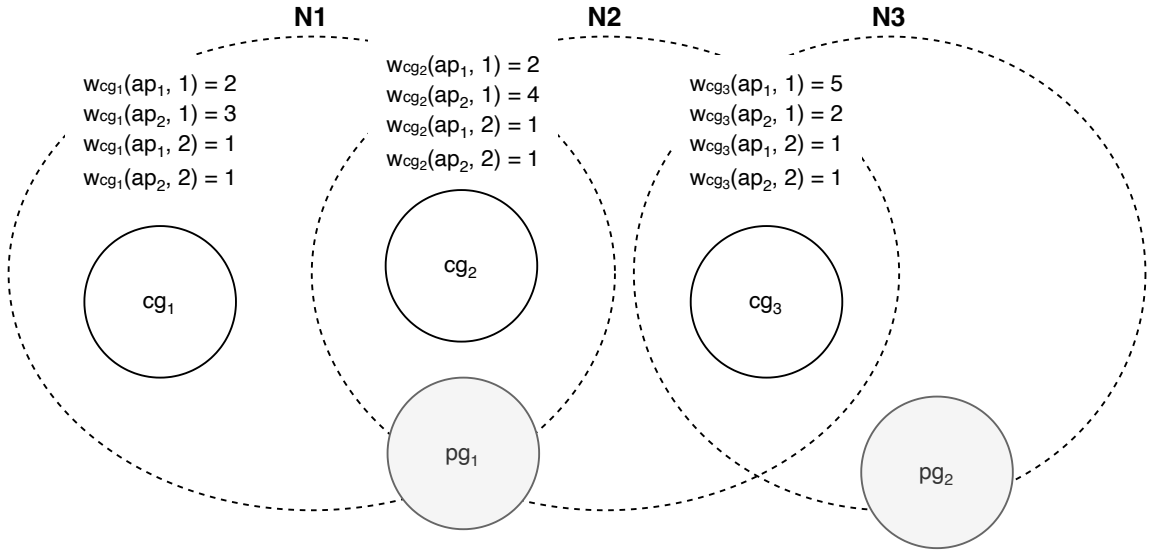 N1
N2
N3
wcg₁(ap₁, 1) = 2
wcg₁(ap₂, 1) = 3
wcg₁(ap₁, 2) = 1
wcg₁(ap₂, 2) = 1
wcg₂(ap₁, 1) = 2
wcg₂(ap₂, 1) = 4
wcg₂(ap₁, 2) = 1
wcg₂(ap₂, 2) = 1
wcg₃(ap₁, 1) = 5
wcg₃(ap₂, 1) = 2
wcg₃(ap₁, 2) = 1
wcg₃(ap₂, 2) = 1
cg₁
cg₂
cg₃
pg₁
pg₂